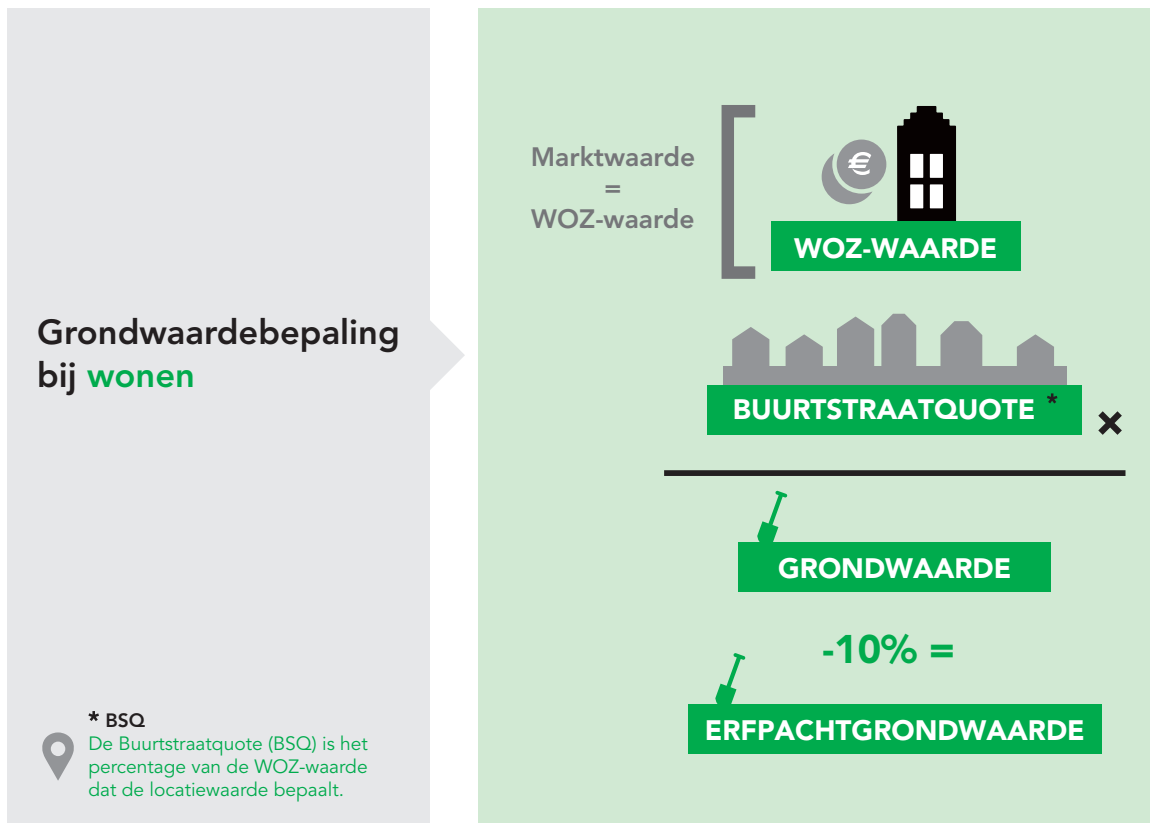 Grondwaardebepaling
bij wonen
* BSQ
De Buurtstraatquote (BSQ) is het
percentage van de WOZ-waarde
dat de locatiewaarde bepaalt.
Marktwaarde
=
WOZ-waarde
€
WOZ-WAARDE
BUURTSTRAATQUOTE *
×
GRONDWAARDE
-10% =
ERFPACHTGRONDWAARDE